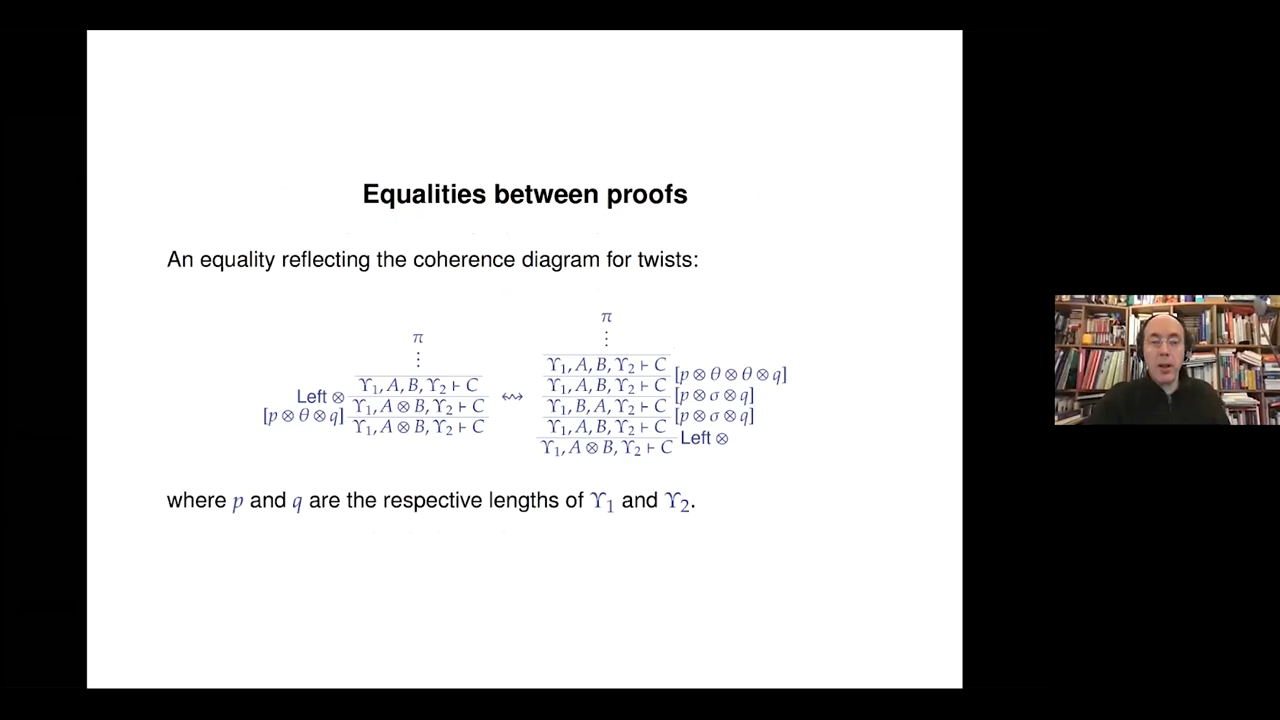 Equalities between proofs
An equality reflecting the coherence diagram for twists:
π
⋮
ϒ₁, A, B, ϒ₂ ⊢ C
Left ⊗ ϒ₁, A ⊗ B, ϒ₂ ⊢ C
[p ⊗ θ ⊗ q] ϒ₁, A ⊗ B, ϒ₂ ⊢ C
↭
π
⋮
ϒ₁, A, B, ϒ₂ ⊢ C
ϒ₁, A, B, ϒ₂ ⊢ C [p ⊗ θ ⊗ θ ⊗ q]
ϒ₁, B, A, ϒ₂ ⊢ C [p ⊗ σ ⊗ q]
ϒ₁, A, B, ϒ₂ ⊢ C [p ⊗ σ ⊗ q]
ϒ₁, A ⊗ B, ϒ₂ ⊢ C Left ⊗
where p and q are the respective lengths of ϒ₁ and ϒ₂.